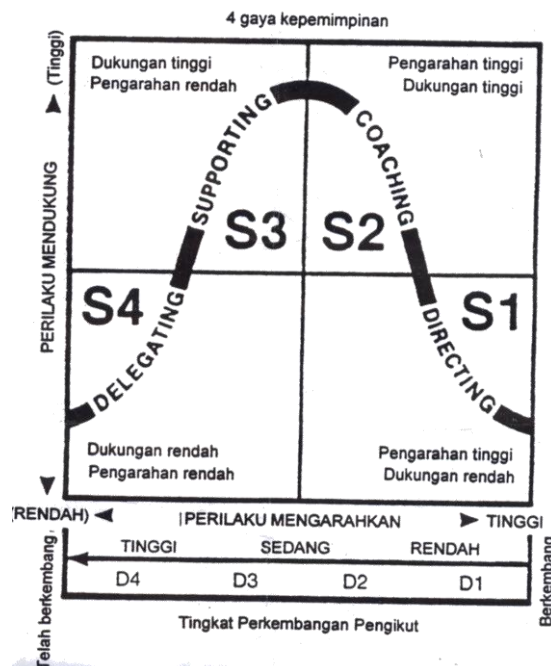 4 gaya kepemimpinan
(Tinggi)
PERILAKU MENDUKUNG
Dukungan tinggi
Pengarahan rendah
Pengarahan tinggi
Dukungan tinggi
SUPPORTING
COACHING
S3
S2
S4
S1
DELEGATING
DIRECTING
Dukungan rendah
Pengarahan rendah
Pengarahan tinggi
Dukungan rendah
(RENDAH)
PERILAKU MENGARAHKAN
TINGGI
TINGGI SEDANG RENDAH
D4 D3 D2 D1
Telah berkembang,
Berkembang
Tingkat Perkembangan Pengikut